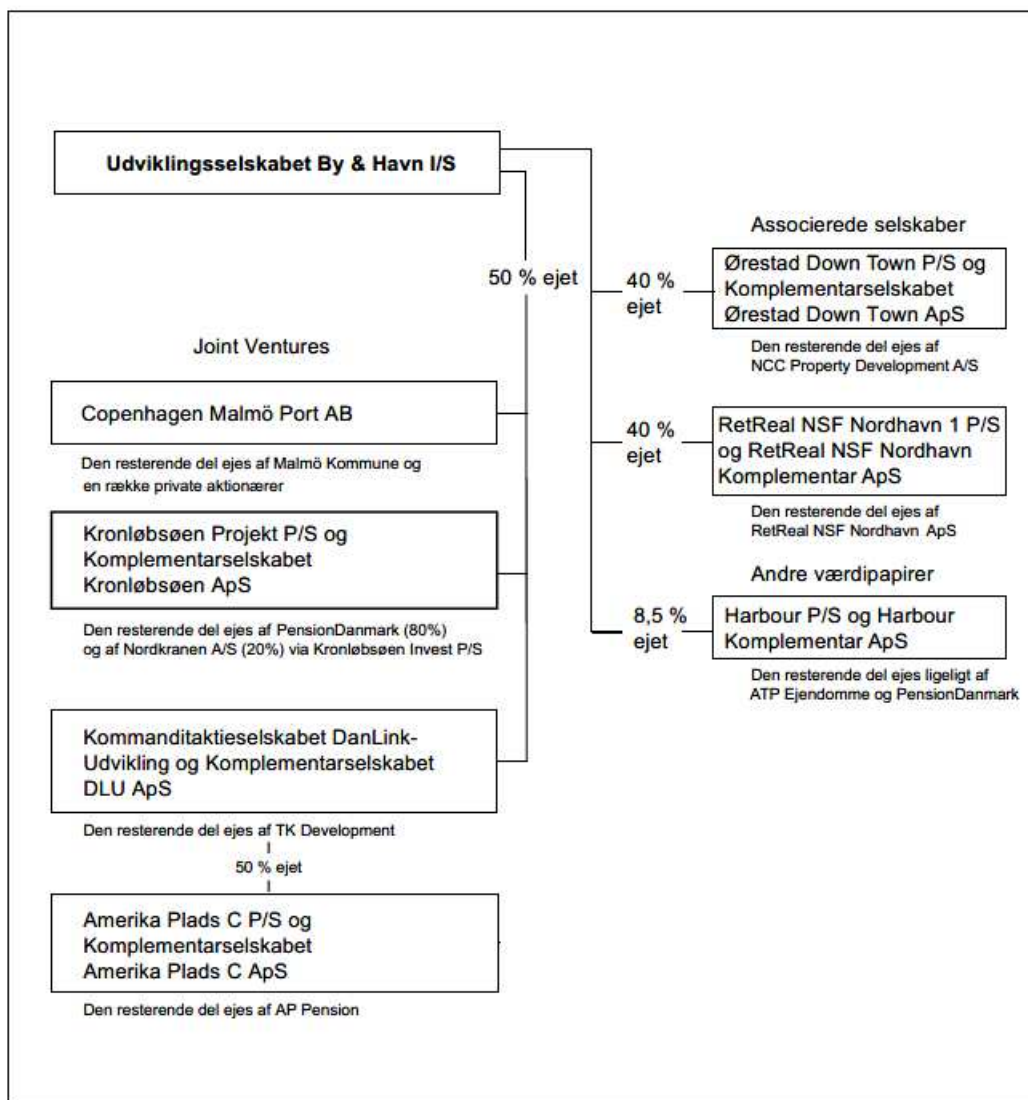 Udviklingsselskabet By & Havn I/S
50 % ejet
Joint Ventures
Copenhagen Malmö Port AB
Den resterende del ejes af Malmö Kommune og
en række private aktionærer
Kronløbsøen Projekt P/S og
Komplementarselskabet
Kronløbsøen ApS
Den resterende del ejes af PensionDanmark (80%)
og af Nordkranen A/S (20%) via Kronløbsøen Invest P/S
Kommanditaktieselskabet DanLink-
Udvikling og Komplementarselskabet
DLU ApS
Den resterende del ejes af TK Development
50 % ejet
Amerika Plads C P/S og
Komplementarselskabet
Amerika Plads C ApS
Den resterende del ejes af AP Pension
Associerede selskaber
40 %
ejet
Ørestad Down Town P/S og
Komplementarselskabet
Ørestad Down Town ApS
Den resterende del ejes af
NCC Property Development A/S
40 %
ejet
RetReal NSF Nordhavn 1 P/S
og RetReal NSF Nordhavn
Komplementar ApS
Den resterende del ejes af
RetReal NSF Nordhavn ApS
Andre værdipapirer
8,5 %
ejet
Harbour P/S og Harbour
Komplementar ApS
Den resterende del ejes ligeligt af
ATP Ejendomme og PensionDanmark